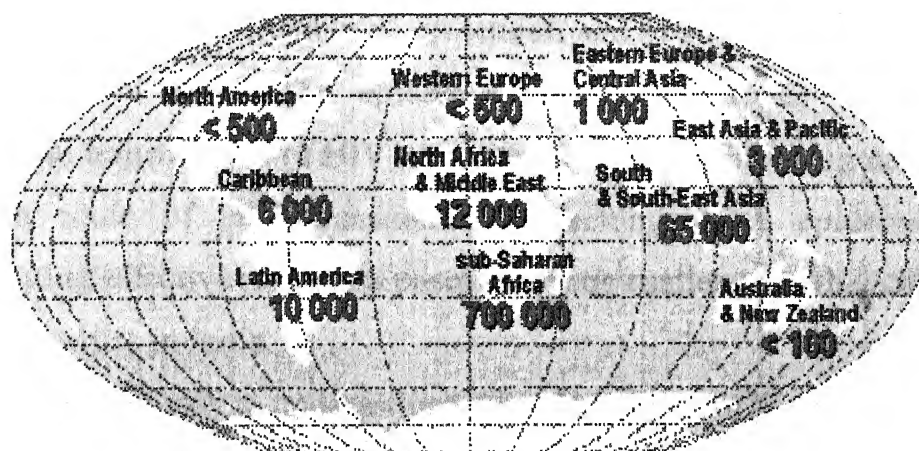 Eastern Europe &
Central Asia
1 000
Western Europe
< 500
North America
< 500
East Asia & Pacific
3 000
North Africa
& Middle East
12 000
South
& South-East Asia
65 000
Caribbean
6 000
sub-Saharan
Africa
700 000
Latin America
10 000
Australia
& New Zealand
< 100